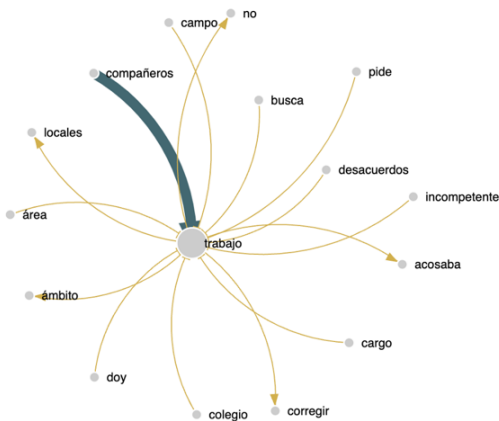 no
campo
compañeros
pide
busca
locales
desacuerdos
incompetente
área
trabajo
acosaba
ámbito
cargo
doy
colegio
corregir